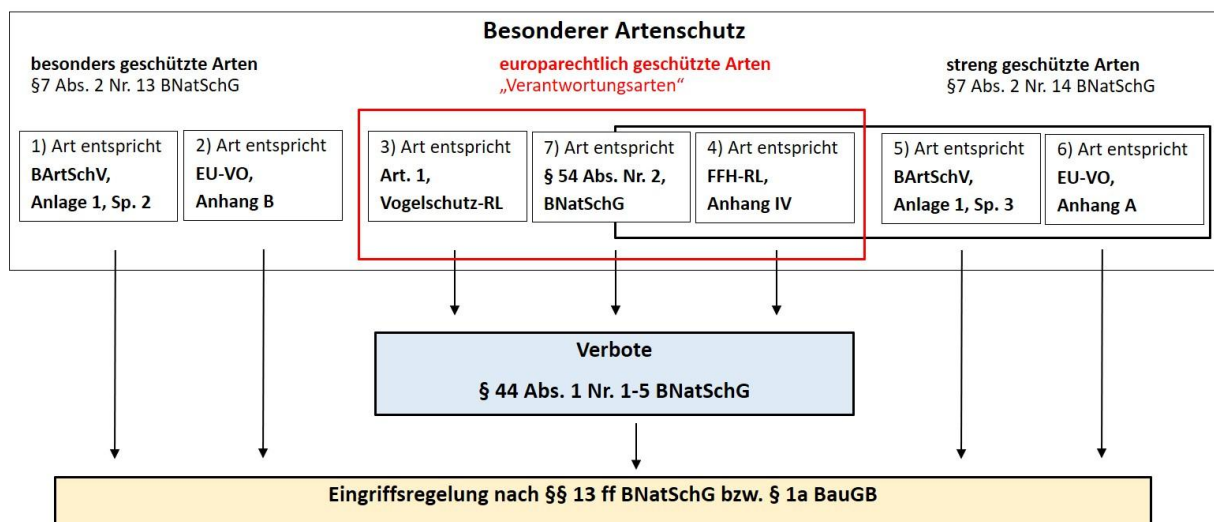 Besonderer Artenschutz
besonders geschützte Arten
§7 Abs. 2 Nr. 13 BNatSchG
europarechtlich geschützte Arten
„Verantwortungsarten“
streng geschützte Arten
§7 Abs. 2 Nr. 14 BNatSchG
1) Art entspricht
BArtSchV,
Anlage 1, Sp. 2
2) Art entspricht
EU-VO,
Anhang B
3) Art entspricht
Art. 1,
Vogelschutz-RL
7) Art entspricht
§ 54 Abs. Nr. 2,
BNatSchG
4) Art entspricht
FFH-RL,
Anhang IV
5) Art entspricht
BArtSchV,
Anlage 1, Sp. 3
6) Art entspricht
EU-VO,
Anhang A
Verbote
§ 44 Abs. 1 Nr. 1-5 BNatSchG
Eingriffsregelung nach §§ 13 ff BNatSchG bzw. § 1a BauGB